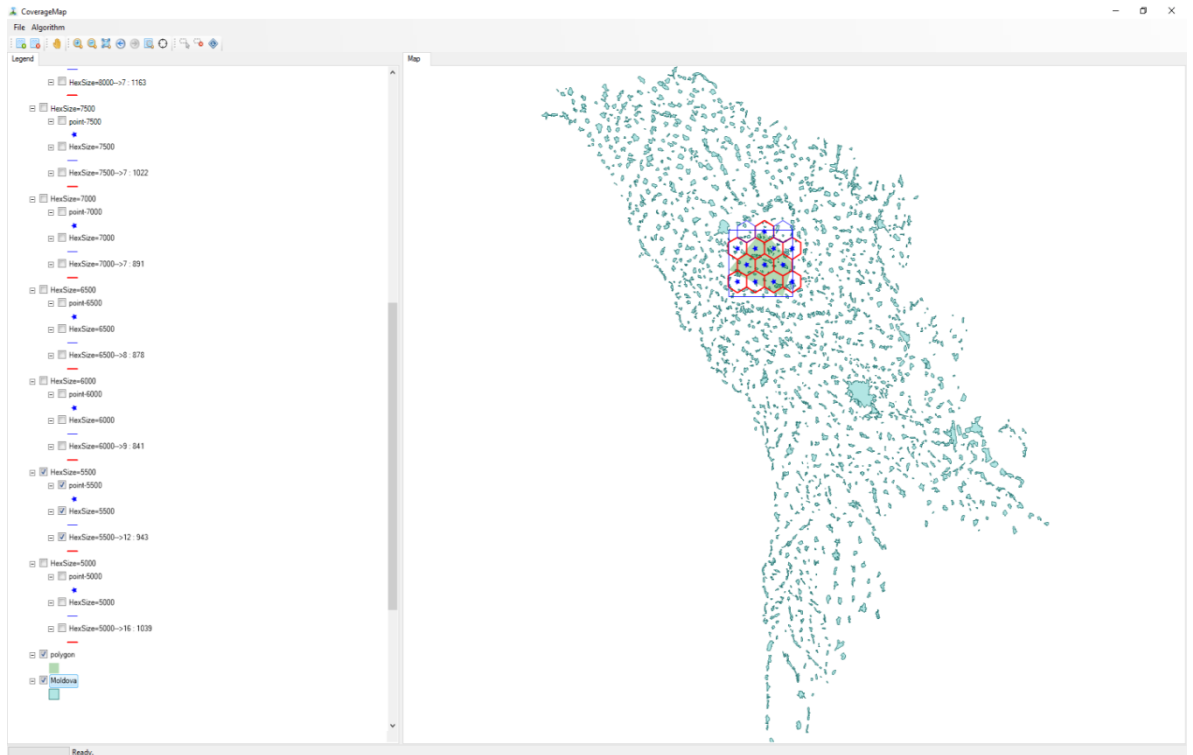 CoverageMap
File Algorithm
Legend
Map
HexSize=8000-->7 : 1163
HexSize=7500
point-7500
HexSize=7500
HexSize=7500-->7 : 1022
HexSize=7000
point-7000
HexSize=7000
HexSize=7000-->7 : 891
HexSize=6500
point-6500
HexSize=6500
HexSize=6500-->8 : 878
HexSize=6000
point-6000
HexSize=6000
HexSize=6000-->9 : 841
HexSize=5500
point-5500
HexSize=5500
HexSize=5500-->12 : 943
HexSize=5000
point-5000
HexSize=5000
HexSize=5000-->16 : 1039
polygon
Moldova
Ready.